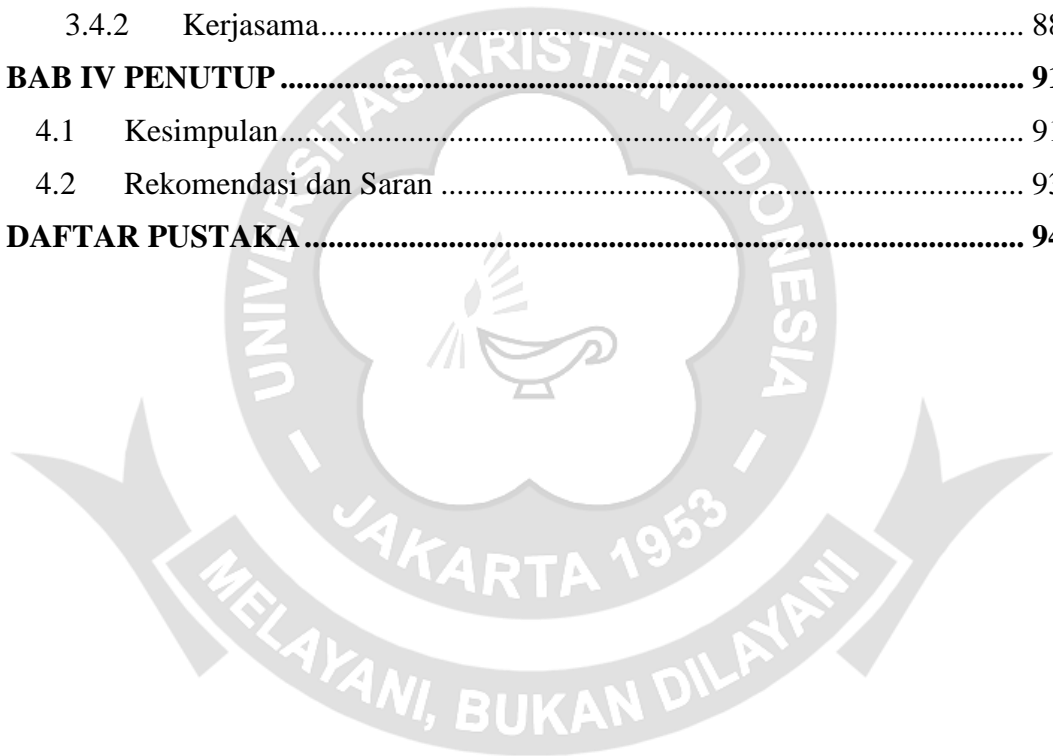 3.4.2 Kerjasama........................................................................ 88
BAB IV PENUTUP ........................................................................ 91
4.1 Kesimpulan........................................................................ 91
4.2 Rekomendasi dan Saran ........................................................................ 93
DAFTAR PUSTAKA........................................................................ 94
UNIVERSITAS KRISTEN INDONESIA
- JAKARTA 1953 -
MELAYANI, BUKAN DILAYANI